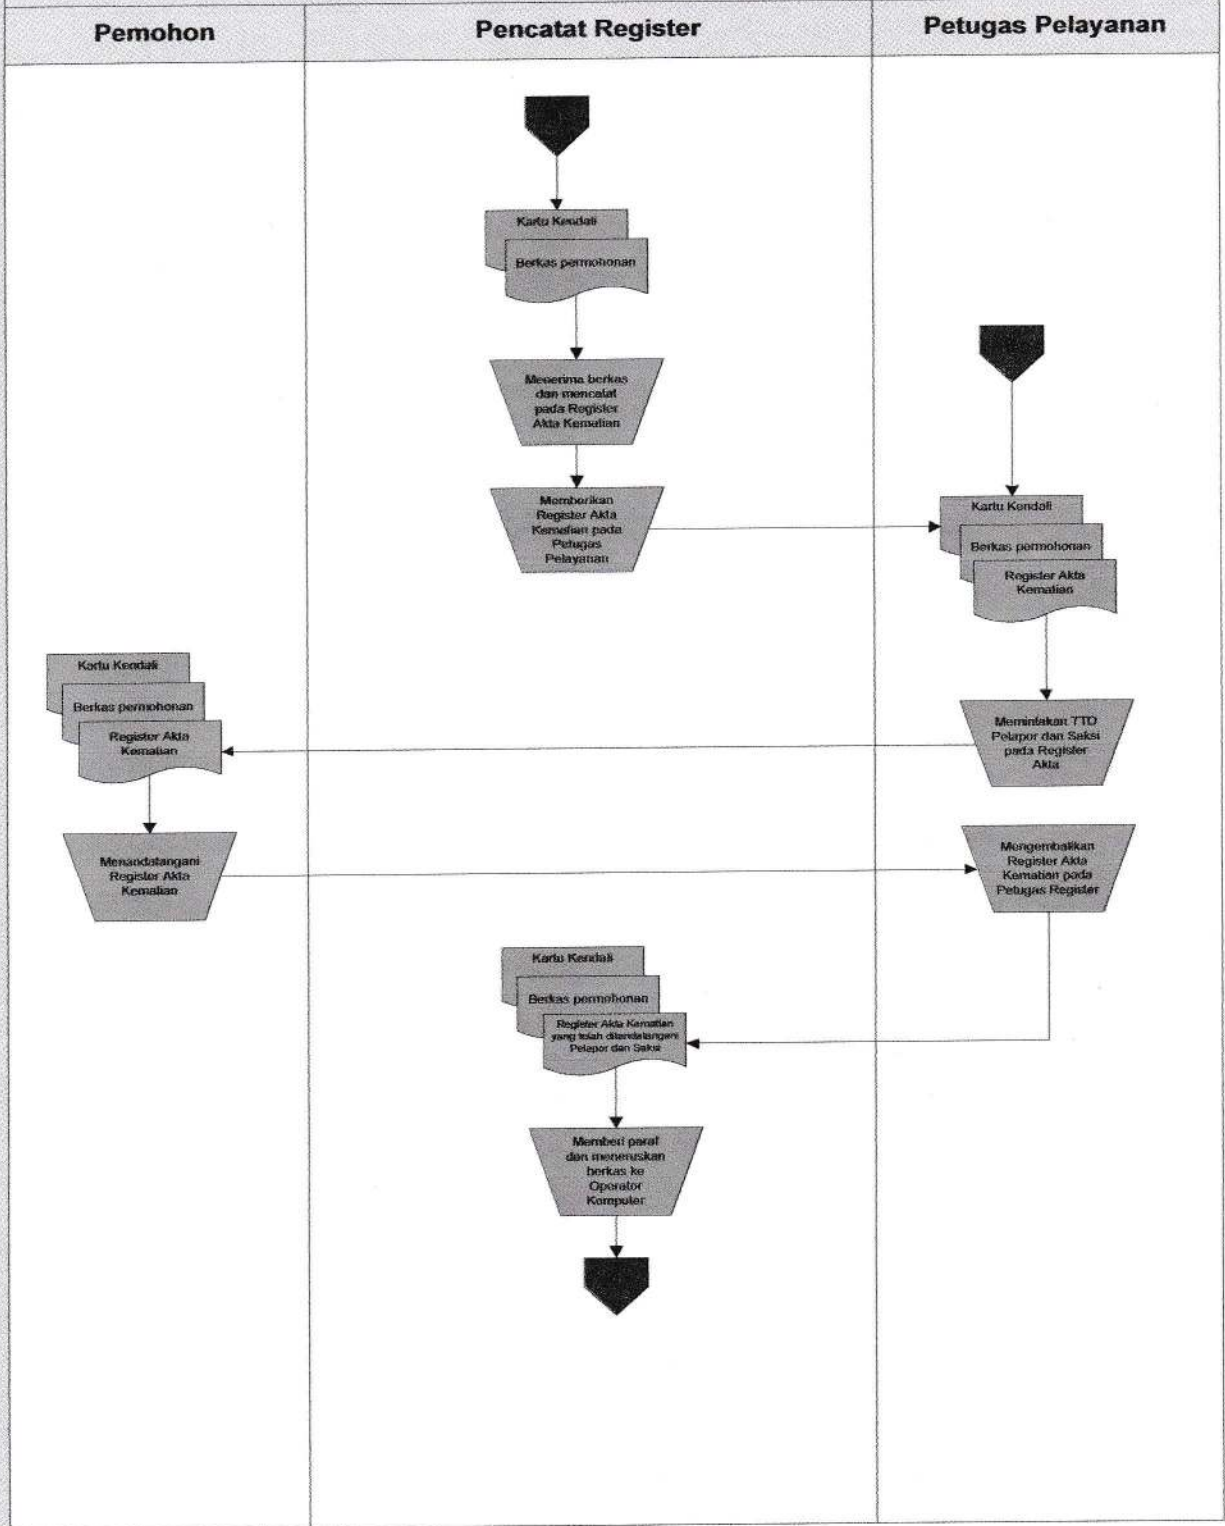 Pemohon
Pencatat Register
Petugas Pelayanan
Kartu Kendali
Berkas permohonan
Menerima berkas
dan mencatat
pada Register
Akta Kematian
Memberikan
Register Akta
Kematian pada
Petugas
Pelayanan
Kartu Kendali
Berkas permohonan
Register Akta
Kematian
Memintakan TTD
Pelapor dan Saksi
pada Register
Akta
Kartu Kendali
Berkas permohonan
Register Akta
Kematian
Menandatangani
Register Akta
Kematian
Mengembalikan
Register Akta
Kematian pada
Petugas Register
Kartu Kendali
Berkas permohonan
Register Akta Kematian
yang telah ditandatangani
Pelapor dan Saksi
Memberi paraf
dan meneruskan
berkas ke
Operator
Komputer